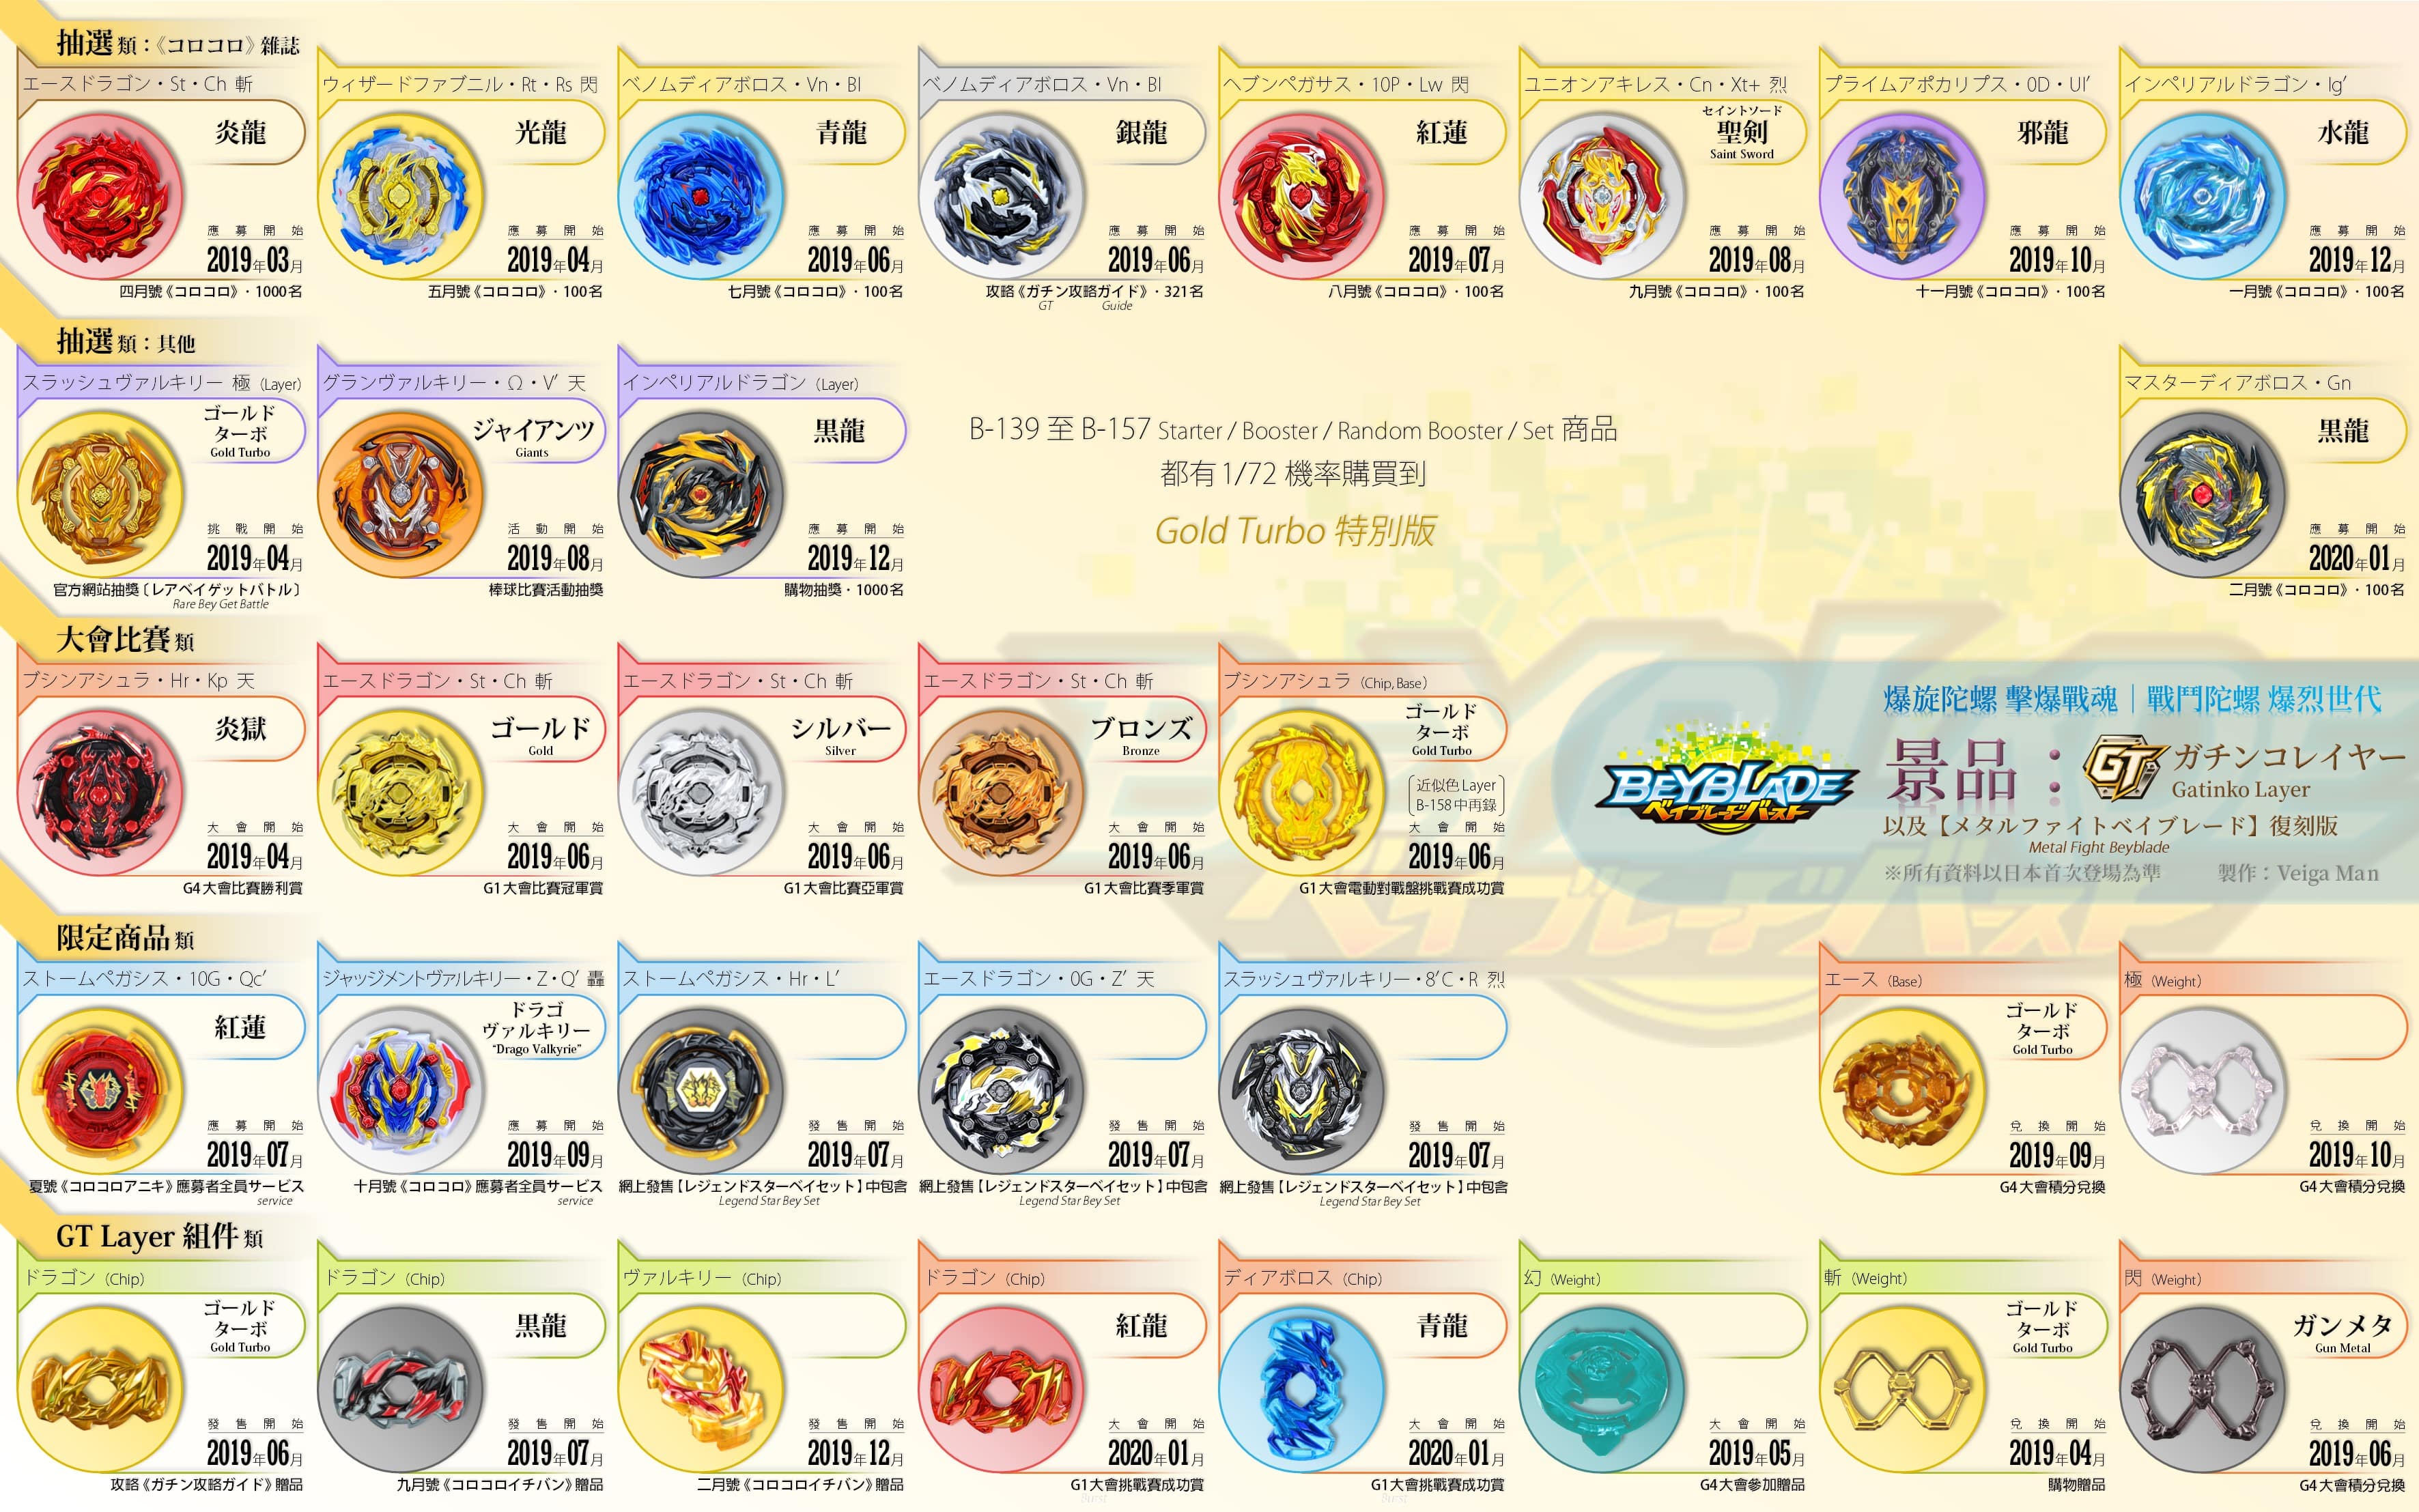 抽選類：《コロコロ》雜誌
エースドラゴン・St・Ch 斬
炎龍
應募開始
2019年03月
四月號《コロコロ》・1000名
ウィザードファブニル・Rt・Rs 閃
光龍
應募開始
2019年04月
五月號《コロコロ》・100名
ベノムディアボロス・Vn・Bl
青龍
應募開始
2019年06月
七月號《コロコロ》・100名
ベノムディアボロス・Vn・Bl
銀龍
應募開始
2019年06月
攻略《ガチン攻略ガイド》・321名
GT Guide
ヘブンペガサス・10P・Lw 閃
紅蓮
應募開始
2019年07月
八月號《コロコロ》・100名
ユニオンアキレス・Cn・Xt+ 烈
セイントソード
聖剣
Saint Sword
應募開始
2019年08月
九月號《コロコロ》・100名
プライムアポカリプス・0D・Ul′
邪龍
應募開始
2019年10月
十一月號《コロコロ》・100名
インペリアルドラゴン・Ig′
水龍
應募開始
2019年12月
一月號《コロコロ》・100名
抽選類：其他
スラッシュヴァルキリー 極 (Layer)
ゴールド
ターボ
Gold Turbo
挑戰開始
2019年04月
官方網站抽獎〔レアベイゲットバトル〕
Rare Bey Get Battle
グランヴァルキリー・Ω・V′ 天
ジャイアンツ
Giants
活動開始
2019年08月
棒球比賽活動抽獎
インペリアルドラゴン (Layer)
黒龍
應募開始
2019年12月
購物抽獎・1000名
B-139 至 B-157 Starter / Booster / Random Booster / Set 商品
都有 1/72 機率購買到
Gold Turbo 特別版
マスターディアボロス・Gn
黒龍
應募開始
2020年01月
二月號《コロコロ》・100名
大會比賽類
ブシンアシュラ・Hr・Kp 天
炎獄
大會開始
2019年04月
G4大會比賽勝利賞
エースドラゴン・St・Ch 斬
ゴールド
Gold
大會開始
2019年06月
G1大會比賽冠軍賞
エースドラゴン・St・Ch 斬
シルバー
Silver
大會開始
2019年06月
G1大會比賽亞軍賞
エースドラゴン・St・Ch 斬
ブロンズ
Bronze
大會開始
2019年06月
G1大會比賽季軍賞
ブシンアシュラ (Chip, Base)
ゴールド
ターボ
Gold Turbo
近似色Layer
B-158中再錄
大會開始
2019年06月
G1大會電動對戰盤挑戰賽成功賞
BEYBLADE
ベイブレードバースト
爆旋陀螺 擊爆戰魂｜戰鬥陀螺 爆烈世代
景品：GT ガチンコレイヤー
Gatinko Layer
以及【メタルファイトベイブレード】復刻版
Metal Fight Beyblade
※所有資料以日本首次登場為準 製作：Veiga Man
限定商品類
ストームペガシス・10G・Qc′
紅蓮
應募開始
2019年07月
夏號《コロコロアニキ》應募者全員サービス
service
ジャッジメントヴァルキリー・Z・Q′ 轟
ドラゴ
ヴァルキリー
“Drago Valkyrie”
應募開始
2019年09月
十月號《コロコロ》應募者全員サービス
service
ストームペガシス・Hr・L′
發售開始
2019年07月
網上發售【レジェンドスターベイセット】中包含
Legend Star Bey Set
エースドラゴン・0G・Z′ 天
發售開始
2019年07月
網上發售【レジェンドスターベイセット】中包含
Legend Star Bey Set
スラッシュヴァルキリー・8′C・R 烈
發售開始
2019年07月
網上發售【レジェンドスターベイセット】中包含
Legend Star Bey Set
エース (Base)
ゴールド
ターボ
Gold Turbo
兌換開始
2019年09月
G4大會積分兌換
極 (Weight)
兌換開始
2019年10月
G4大會積分兌換
GT Layer 組件類
ドラゴン (Chip)
ゴールド
ターボ
Gold Turbo
發售開始
2019年06月
攻略《ガチン攻略ガイド》贈品
ドラゴン (Chip)
黒龍
發售開始
2019年07月
九月號《コロコロイチバン》贈品
ヴァルキリー (Chip)
發售開始
2019年12月
二月號《コロコロイチバン》贈品
ドラゴン (Chip)
紅龍
大會開始
2020年01月
G1大會挑戰賽成功賞
ディアボロス (Chip)
青龍
大會開始
2020年01月
G1大會挑戰賽成功賞
幻 (Weight)
大會開始
2019年05月
G4大會參加贈品
斬 (Weight)
ゴールド
ターボ
Gold Turbo
兌換開始
2019年04月
購物贈品
閃 (Weight)
ガンメタ
Gun Metal
兌換開始
2019年06月
G4大會積分兌換